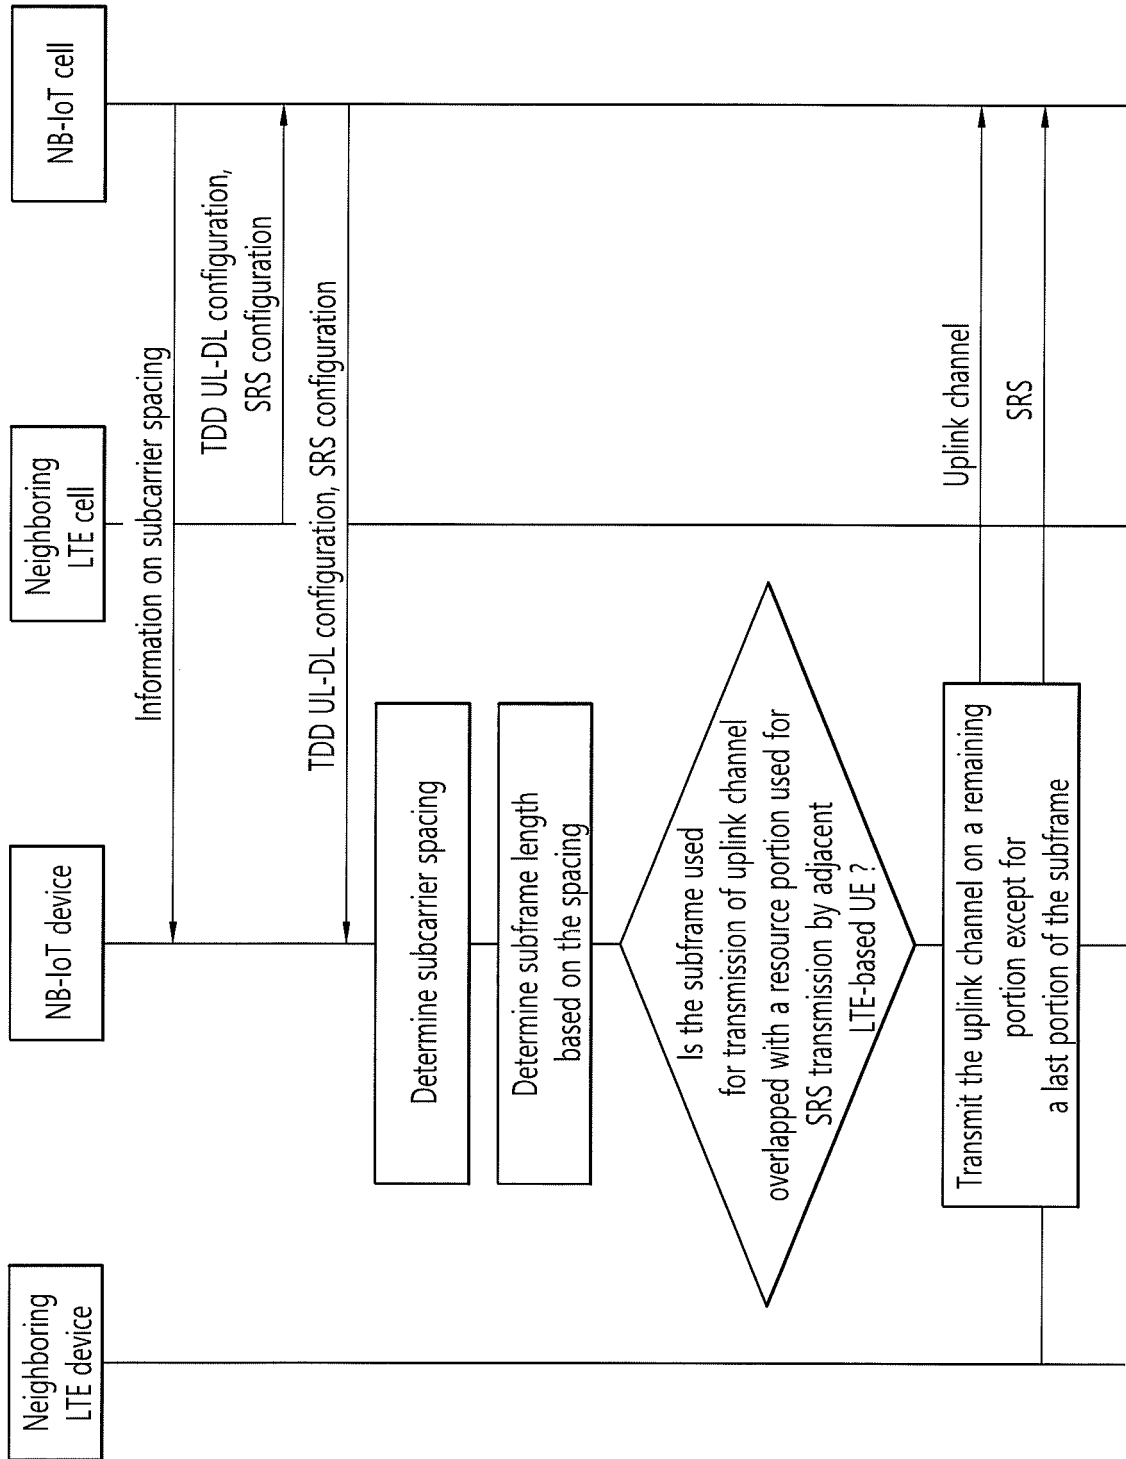 Neighboring
LTE device
NB-IoT device
Neighboring
LTE cell
NB-IoT cell
Information on subcarrier spacing
TDD UL-DL configuration,
SRS configuration
TDD UL-DL configuration, SRS configuration
Determine subcarrier spacing
Determine subframe length
based on the spacing
Is the subframe used
for transmission of uplink channel
overlapped with a resource portion used for
SRS transmission by adjacent
LTE-based UE ?
Transmit the uplink channel on a remaining
portion except for
a last portion of the subframe
Uplink channel
SRS